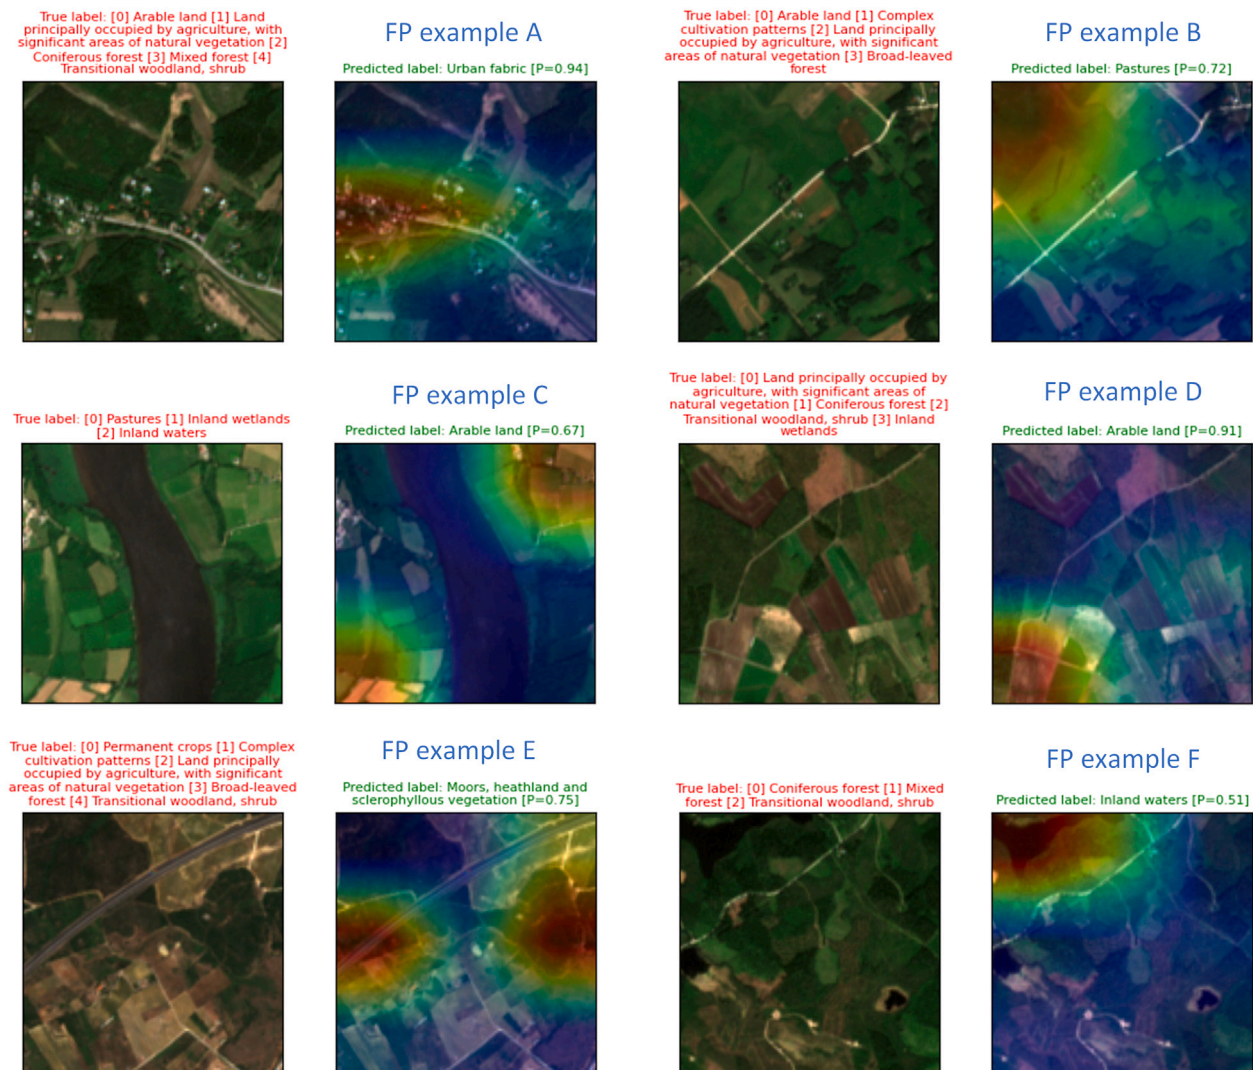 True label: [0] Arable land [1] Land
principally occupied by agriculture, with
significant areas of natural vegetation [2]
Coniferous forest [3] Mixed forest [4]
Transitional woodland, shrub
FP example A
Predicted label: Urban fabric [P=0.94]
True label: [0] Arable land [1] Complex
cultivation patterns [2] Land principally
occupied by agriculture, with significant
areas of natural vegetation [3] Broad-leaved
forest
FP example B
Predicted label: Pastures [P=0.72]
True label: [0] Pastures [1] Inland wetlands
[2] Inland waters
FP example C
Predicted label: Arable land [P=0.67]
True label: [0] Land principally occupied by
agriculture, with significant areas of
natural vegetation [1] Coniferous forest [2]
Transitional woodland, shrub [3] Inland
wetlands
FP example D
Predicted label: Arable land [P=0.91]
True label: [0] Permanent crops [1] Complex
cultivation patterns [2] Land principally
occupied by agriculture, with significant
areas of natural vegetation [3] Broad-leaved
forest [4] Transitional woodland, shrub
FP example E
Predicted label: Moors, heathland and
sclerophyllous vegetation [P=0.75]
True label: [0] Coniferous forest [1] Mixed
forest [2] Transitional woodland, shrub
FP example F
Predicted label: Inland waters [P=0.51]